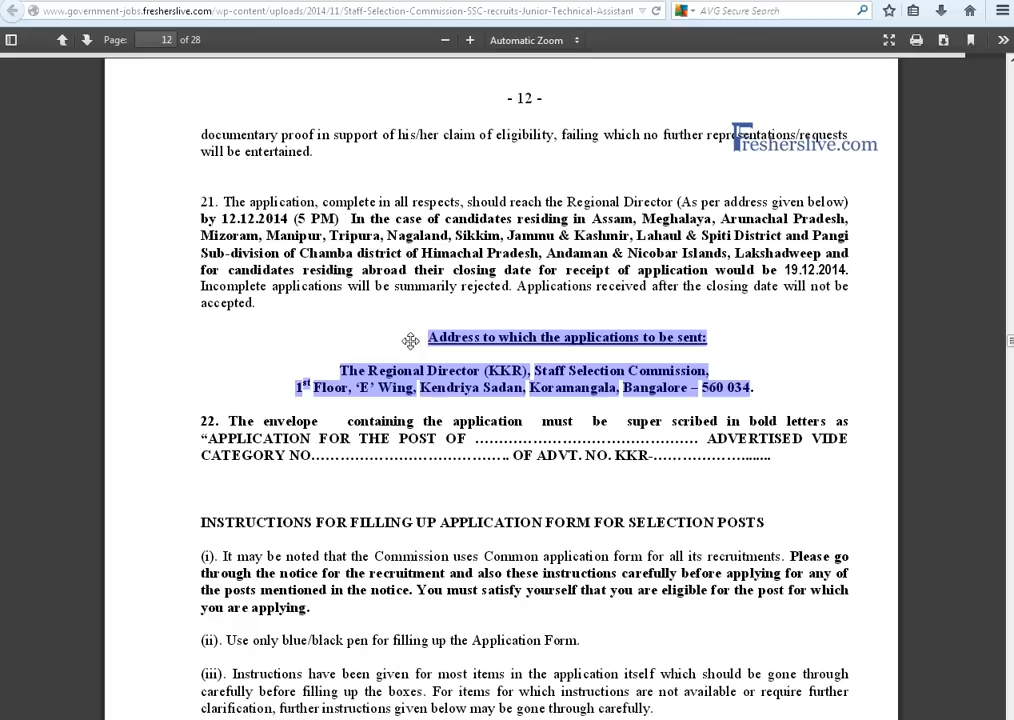 www.government-jobs.fresherslive.com/wp-content/uploads/2014/11/Staff-Selection-Commission-SSC-recruits-Junior-Technical-Assistant
AVG Secure Search
Page: 12 of 28
Automatic Zoom
- 12 -
documentary proof in support of his/her claim of eligibility, failing which no further representations/requests
will be entertained.
Fresherslive.com
21. The application, complete in all respects, should reach the Regional Director (As per address given below)
by 12.12.2014 (5 PM) In the case of candidates residing in Assam, Meghalaya, Arunachal Pradesh,
Mizoram, Manipur, Tripura, Nagaland, Sikkim, Jammu & Kashmir, Lahaul & Spiti District and Pangi
Sub-division of Chamba district of Himachal Pradesh, Andaman & Nicobar Islands, Lakshadweep and
for candidates residing abroad their closing date for receipt of application would be 19.12.2014.
Incomplete applications will be summarily rejected. Applications received after the closing date will not be
accepted.
Address to which the applications to be sent:
The Regional Director (KKR), Staff Selection Commission,
1st Floor, ‘E’ Wing, Kendriya Sadan, Koramangala, Bangalore – 560 034.
22. The envelope containing the application must be super scribed in bold letters as
“APPLICATION FOR THE POST OF ……………………………………… ADVERTISED VIDE
CATEGORY NO………………………………….. OF ADVT. NO. KKR-……………….......
INSTRUCTIONS FOR FILLING UP APPLICATION FORM FOR SELECTION POSTS
(i). It may be noted that the Commission uses Common application form for all its recruitments. Please go
through the notice for the recruitment and also these instructions carefully before applying for any of
the posts mentioned in the notice. You must satisfy yourself that you are eligible for the post for which
you are applying.
(ii). Use only blue/black pen for filling up the Application Form.
(iii). Instructions have been given for most items in the application itself which should be gone through
carefully before filling up the boxes. For items for which instructions are not available or require further
clarification, further instructions given below may be gone through carefully.